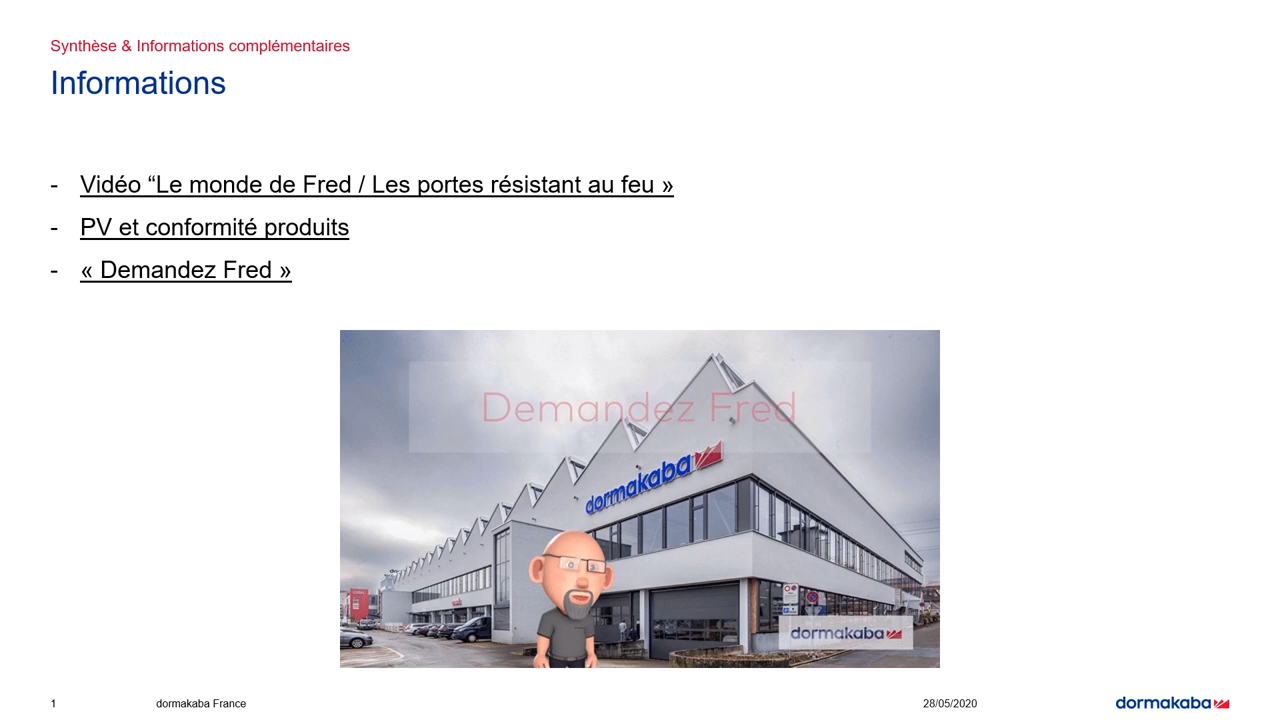 Synthèse & Informations complémentaires
Informations
- Vidéo “Le monde de Fred / Les portes résistant au feu »
- PV et conformité produits
- « Demandez Fred »
Demandez Fred
dormakaba
dormakaba
1 dormakaba France 28/05/2020 dormakaba